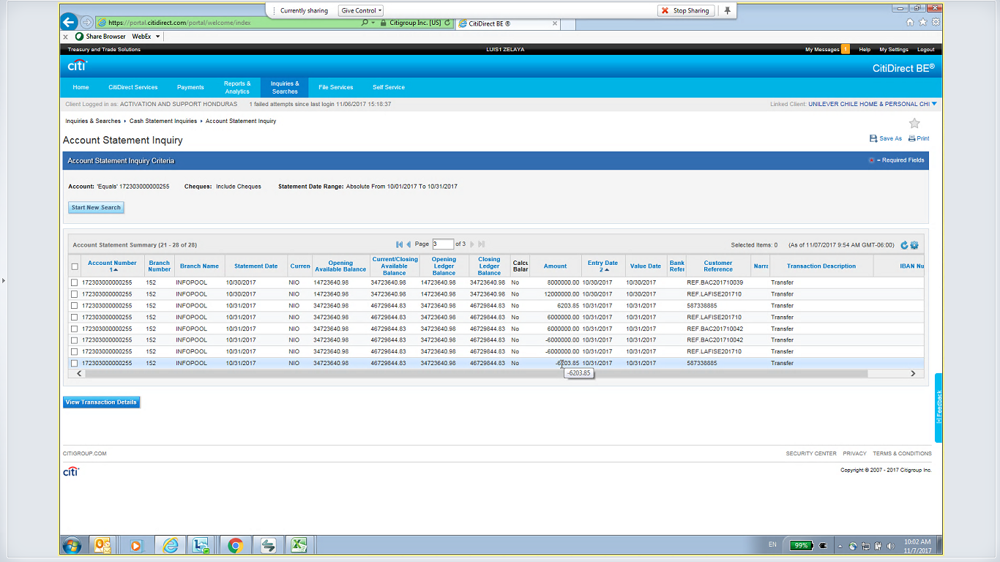 Currently sharing Give Control Stop Sharing
https://portal.citidirect.com/portal/welcome/index Citigroup Inc. [US] CitiDirect BE ®
x Share Browser WebEx
Treasury and Trade Solutions LUIS1 ZELAYA My Messages 1 Help My Settings Logout
citi CitiDirect BE®
Home CitiDirect Services Payments Reports & Analytics Inquiries & Searches File Services Self Service
Client Logged in as: ACTIVATION AND SUPPORT HONDURAS 1 failed attempts since last login 11/06/2017 15:18:37 Linked Client: UNILEVER CHILE HOME & PERSONAL CHI
Inquiries & Searches Cash Statement Inquiries Account Statement Inquiry
Account Statement Inquiry Save As Print
Account Statement Inquiry Criteria = Required Fields
Account: 'Equals' 172303000000255 Cheques: Include Cheques Statement Date Range: Absolute From 10/01/2017 To 10/31/2017
Start New Search
Account Statement Summary (21 - 28 of 28) Page 3 of 3 Selected Items: 0 (As of 11/07/2017 9:54 AM GMT-06:00)
Account Number 1 Branch Number Branch Name Statement Date Curren Opening Available Balance Current/Closing Available Balance Opening Ledger Balance Closing Ledger Balance Calcu Balar Amount Entry Date 2 Value Date Bank Refer Customer Reference Narra Transaction Description IBAN Nu
172303000000255 152 INFOPOOL 10/30/2017 NIO 14723640.98 34723640.98 14723640.98 34723640.98 No 8000000.00 10/30/2017 10/30/2017 REF.BAC201710039 Transfer
172303000000255 152 INFOPOOL 10/30/2017 NIO 14723640.98 34723640.98 14723640.98 34723640.98 No 12000000.00 10/30/2017 10/30/2017 REF.LAFISE201710 Transfer
172303000000255 152 INFOPOOL 10/31/2017 NIO 34723640.98 46729844.83 34723640.98 46729844.83 No 6203.85 10/31/2017 10/31/2017 587338885 Transfer
172303000000255 152 INFOPOOL 10/31/2017 NIO 34723640.98 46729844.83 34723640.98 46729844.83 No 6000000.00 10/31/2017 10/31/2017 REF.LAFISE201710 Transfer
172303000000255 152 INFOPOOL 10/31/2017 NIO 34723640.98 46729844.83 34723640.98 46729844.83 No 6000000.00 10/31/2017 10/31/2017 REF.BAC201710042 Transfer
172303000000255 152 INFOPOOL 10/31/2017 NIO 34723640.98 46729844.83 34723640.98 46729844.83 No -6000000.00 10/31/2017 10/31/2017 REF.BAC201710042 Transfer
172303000000255 152 INFOPOOL 10/31/2017 NIO 34723640.98 46729844.83 34723640.98 46729844.83 No -6000000.00 10/31/2017 10/31/2017 REF.LAFISE201710 Transfer
172303000000255 152 INFOPOOL 10/31/2017 NIO 34723640.98 46729844.83 34723640.98 46729844.83 No -6203.85 10/31/2017 10/31/2017 587338885 Transfer
-6203.85
View Transaction Details
Feedback
CITIGROUP.COM SECURITY CENTER PRIVACY TERMS & CONDITIONS
citi Copyright © 2007 - 2017 Citigroup Inc.
EN 99% 10:02 AM
11/7/2017